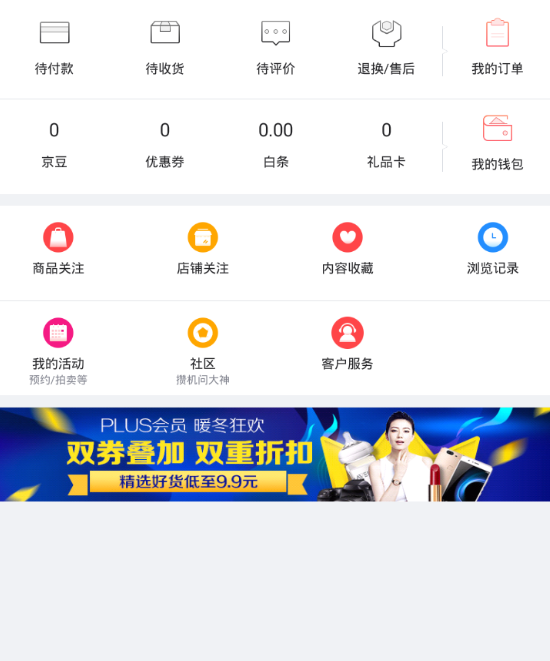 待付款 待收货 待评价 退换/售后 我的订单
0 0 0.00 0
京豆 优惠券 白条 礼品卡 我的钱包
商品关注 店铺关注 内容收藏 浏览记录
我的活动 社区 客户服务
预约/拍卖等 攒机问大神
PLUS会员 暖冬狂欢
双券叠加 双重折扣
精选好货低至9.9元